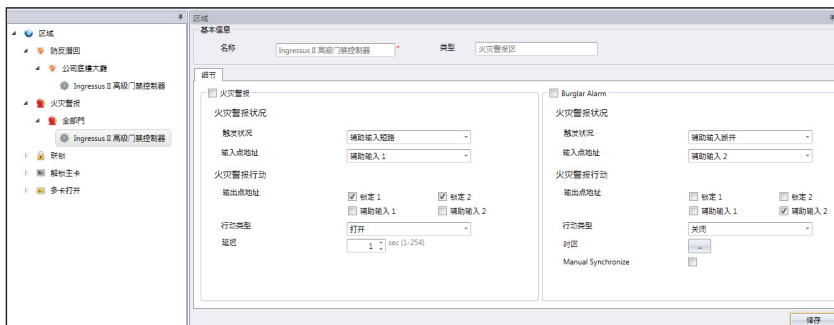 区域
防反潜回
公司底樓大廳
Ingressus II 高级门禁控制器
火灾警报
全部門
Ingressus II 高级门禁控制器
联锁
解锁主卡
多卡打开
区域
基本信息
名称 Ingressus II 高级门禁控制器 * 类型 火灾警报区
细节
火灾警报
火灾警报状况
触发状况 辅助输入短路
输入点地址 辅助输入 1
火灾警报行动
输出点地址 锁定 1 锁定 2
辅助输入 1 辅助输入 2
行动类型 打开
延迟 1 sec (1-254)
Burglar Alarm
火灾警报状况
触发状况 辅助输入断开
输入点地址 辅助输入 2
火灾警报行动
输出点地址 锁定 1 锁定 2
辅助输入 1 辅助输入 2
行动类型 关闭
时区 ...
Manual Synchronize
储存